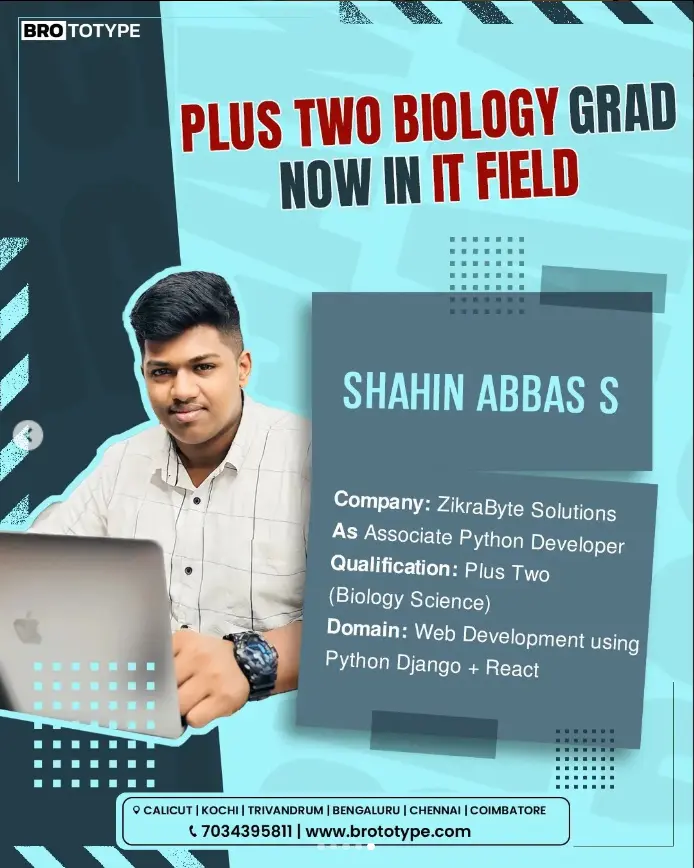 BROTOTYPE
PLUS TWO BIOLOGY GRAD
NOW IN IT FIELD
SHAHIN ABBAS S
Company: ZikraByte Solutions
As Associate Python Developer
Qualification: Plus Two
(Biology Science)
Domain: Web Development using
Python Django + React
CALICUT | KOCHI | TRIVANDRUM | BENGALURU | CHENNAI | COIMBATORE
7034395811 | www.brototype.com